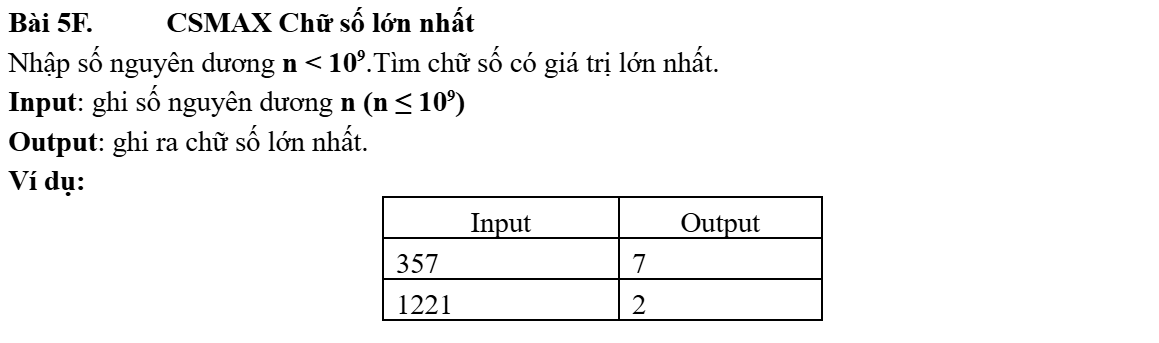 Bài 5F. CSMAX Chữ số lớn nhất
Nhập số nguyên dương n < 10⁹.Tìm chữ số có giá trị lớn nhất.
Input: ghi số nguyên dương n (n ≤ 10⁹)
Output: ghi ra chữ số lớn nhất.
Ví dụ:
Input Output
357 7
1221 2